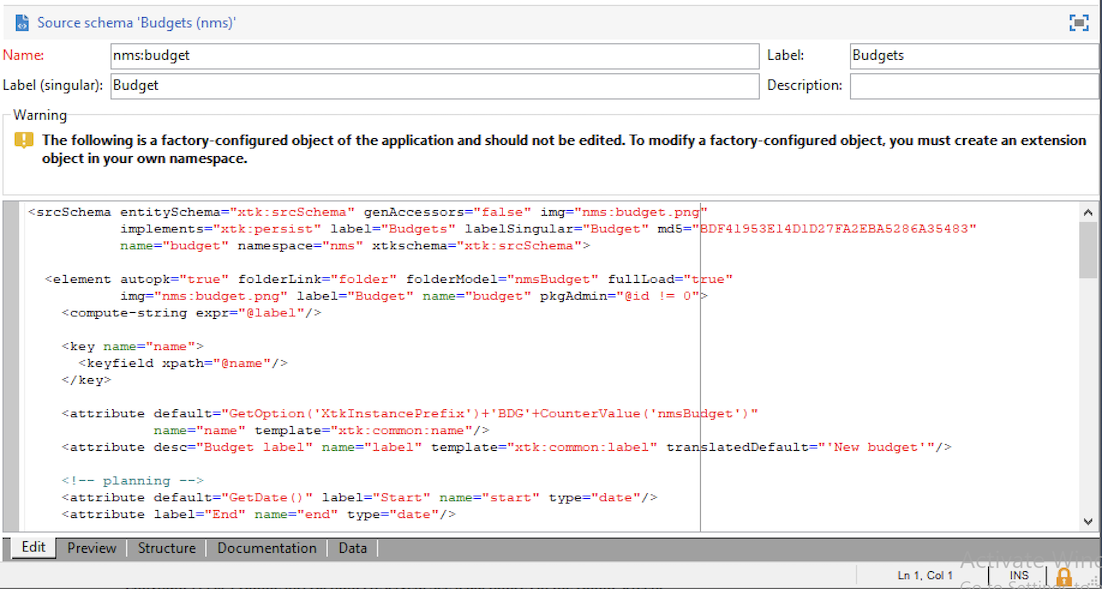 Source schema 'Budgets (nms)'
Name: nms:budget Label: Budgets
Label (singular): Budget Description:
Warning
The following is a factory-configured object of the application and should not be edited. To modify a factory-configured object, you must create an extension
object in your own namespace.
<srcSchema entitySchema="xtk:srcSchema" genAccessors="false" img="nms:budget.png"
implements="xtk:persist" label="Budgets" labelSingular="Budget" md5="BDF41953E14D1D27FA2EBA5286A35483"
name="budget" namespace="nms" xtkschema="xtk:srcSchema">
<element autopk="true" folderLink="folder" folderModel="nmsBudget" fullLoad="true"
img="nms:budget.png" label="Budget" name="budget" pkgAdmin="@id != 0">
<compute-string expr="@label"/>
<key name="name">
<keyfield xpath="@name"/>
</key>
<attribute default="GetOption('XtkInstancePrefix')+'BDG'+CounterValue('nmsBudget')"
name="name" template="xtk:common:name"/>
<attribute desc="Budget label" name="label" template="xtk:common:label" translatedDefault="'New budget'"/>
<!-- planning -->
<attribute default="GetDate()" label="Start" name="start" type="date"/>
<attribute label="End" name="end" type="date"/>
Edit Preview Structure Documentation Data
Activate Wind
Ln 1, Col 1 INS